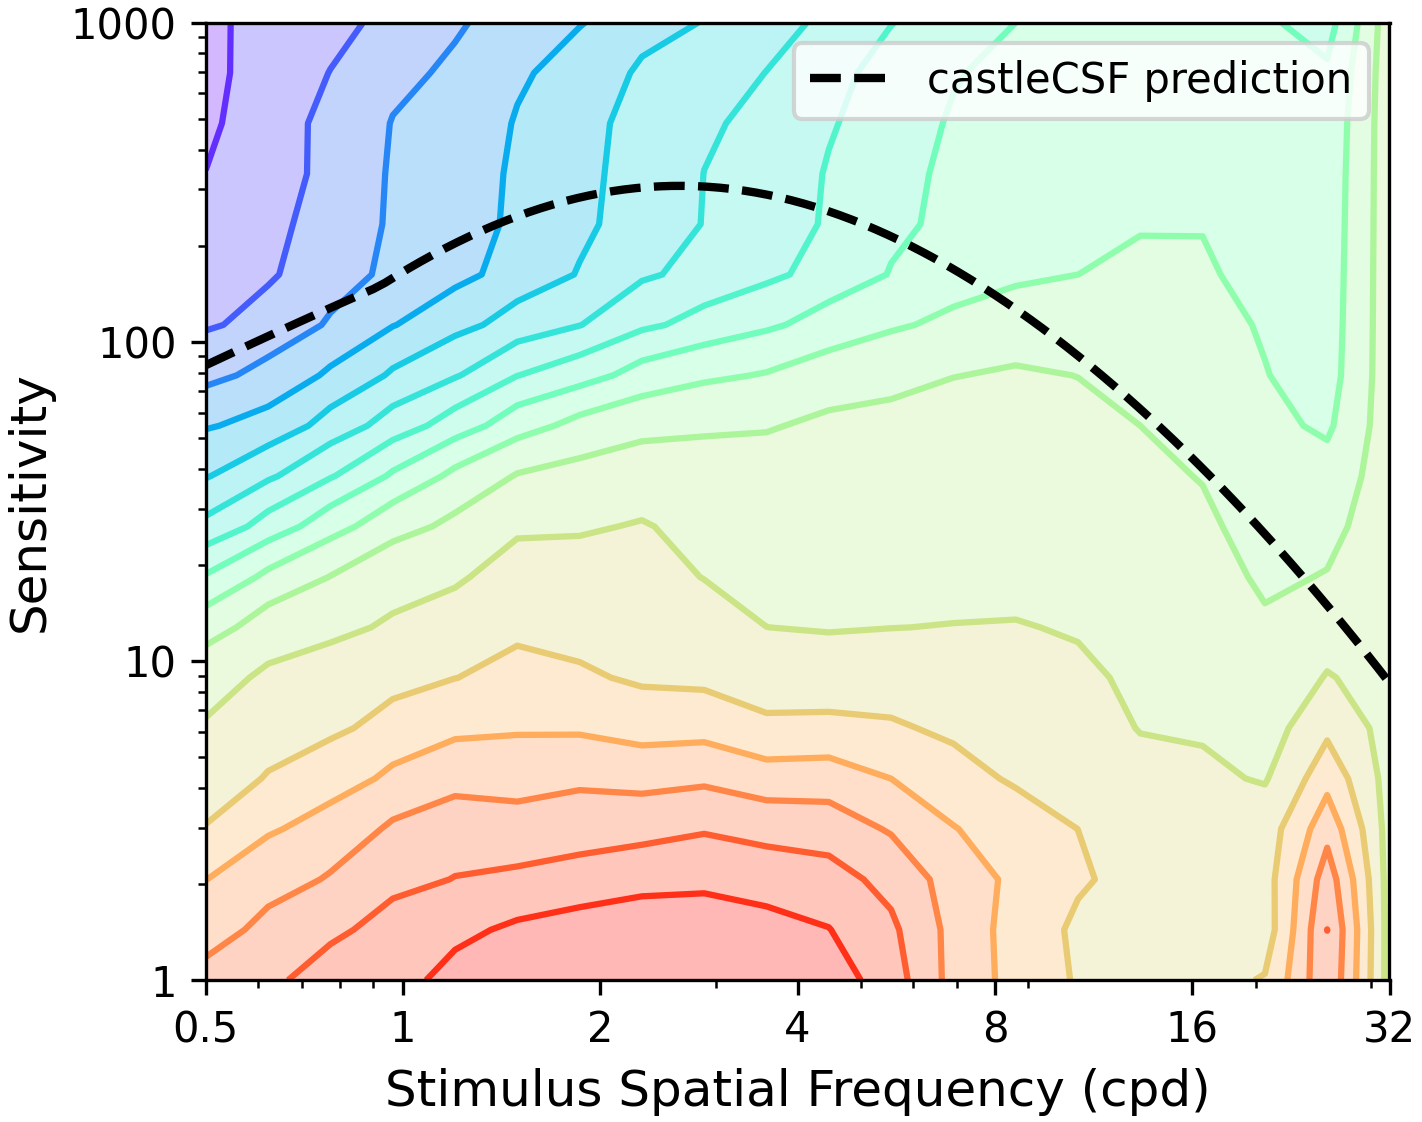 1000
100
10
1
Sensitivity
castleCSF prediction
0.5 1 2 4 8 16 32
Stimulus Spatial Frequency (cpd)